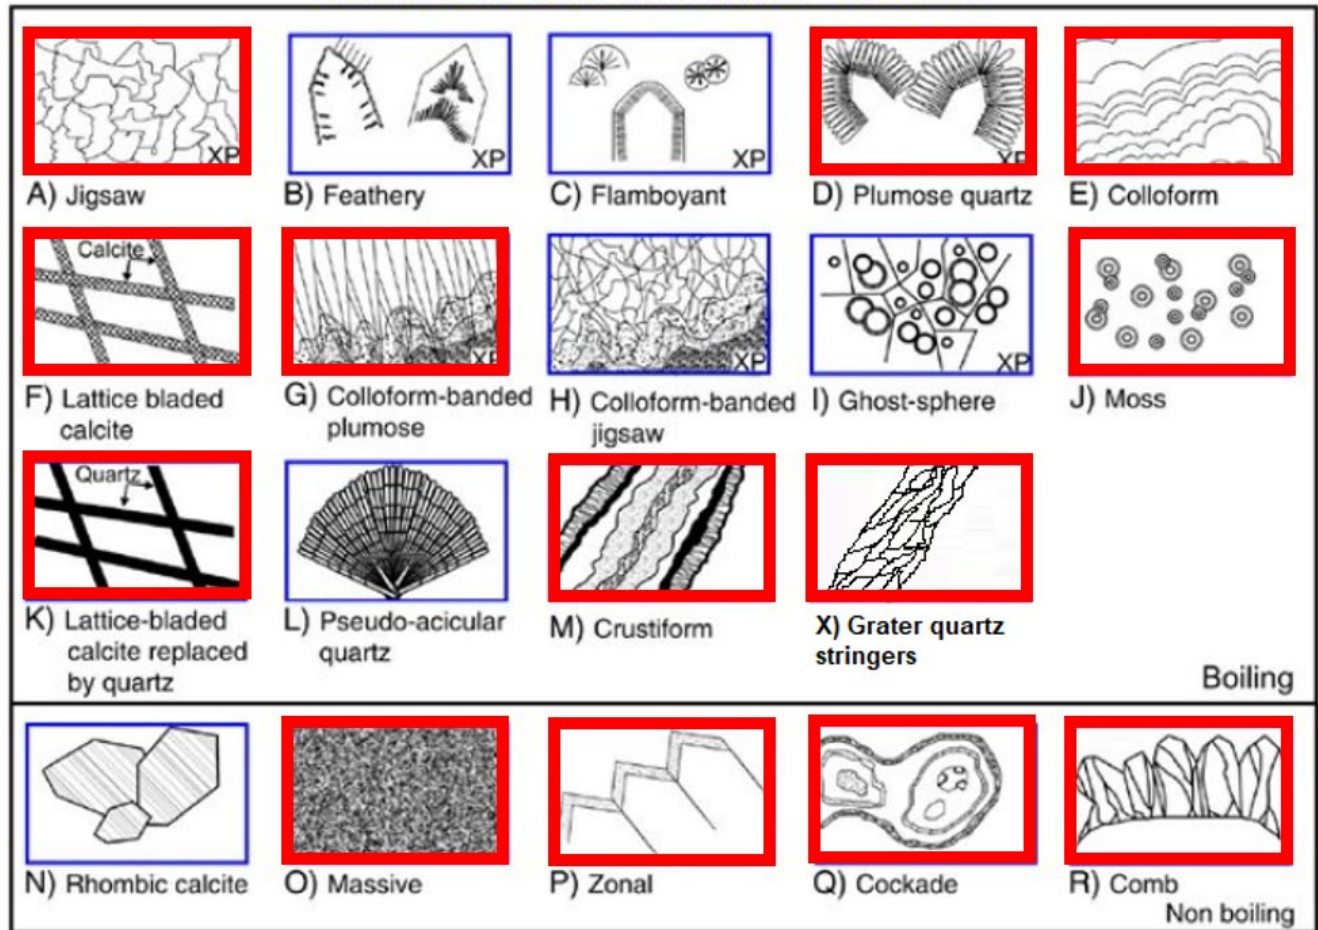 XP
XP
XP
XP
A) Jigsaw
B) Feathery
C) Flamboyant
D) Plumose quartz
E) Colloform
Calcite
XP
XP
XP
F) Lattice bladed
calcite
G) Colloform-banded
plumose
H) Colloform-banded
jigsaw
I) Ghost-sphere
J) Moss
Quartz
K) Lattice-bladed
calcite replaced
by quartz
L) Pseudo-acicular
quartz
M) Crustiform
X) Grater quartz
stringers
Boiling
N) Rhombic calcite
O) Massive
P) Zonal
Q) Cockade
R) Comb
Non boiling